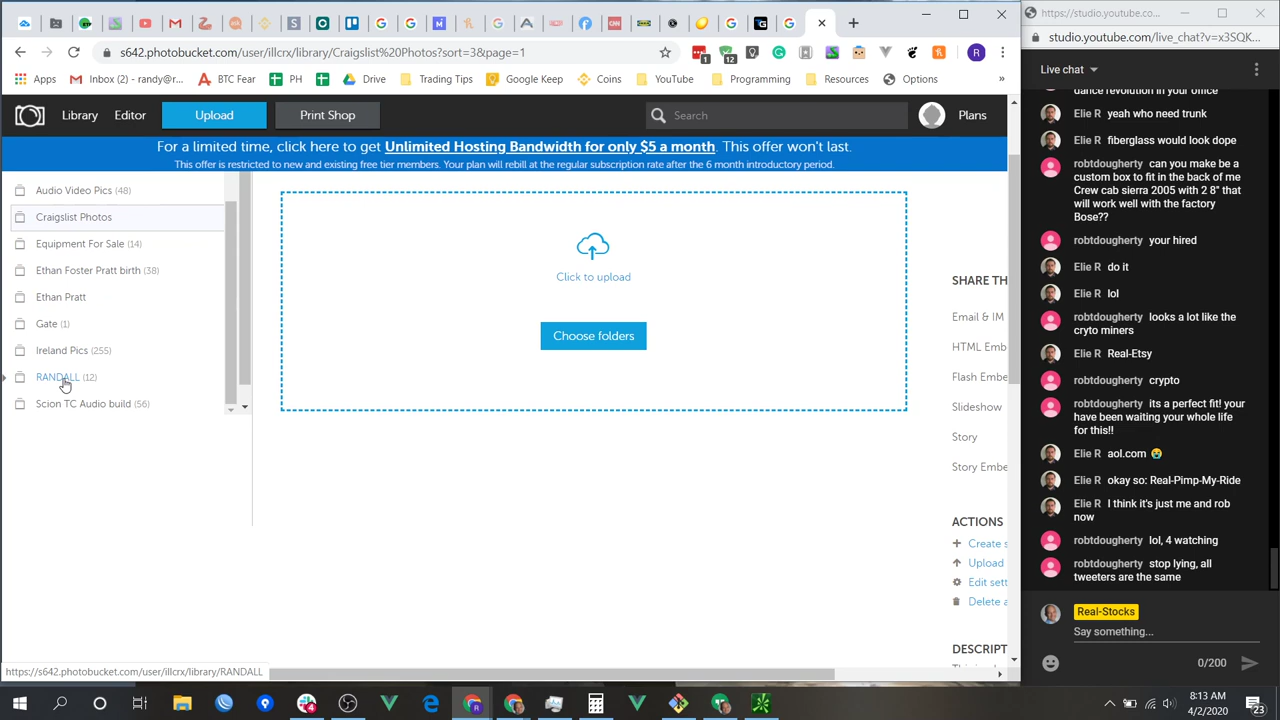 https://studio.youtube.co...
s642.photobucket.com/user/illcrx/library/Craigslist%20Photos?sort=3&page=1
studio.youtube.com/live_chat?v=x3SQK...
Apps
Inbox (2) - randy@r...
BTC Fear
PH
Drive
Trading Tips
Google Keep
Coins
YouTube
Programming
Resources
Options
Live chat
Library
Editor
Upload
Print Shop
Search
Plans
For a limited time, click here to get Unlimited Hosting Bandwidth for only $5 a month. This offer won't last.
This offer is restricted to new and existing free tier members. Your plan will rebill at the regular subscription rate after the 6 month introductory period.
Audio Video Pics (48)
Craigslist Photos
Equipment For Sale (14)
Ethan Foster Pratt birth (38)
Ethan Pratt
Gate (1)
Ireland Pics (255)
RANDALL (12)
Scion TC Audio build (56)
Click to upload
Choose folders
SHARE TH
Email & IM
HTML Emb
Flash Embe
Slideshow
Story
Story Embe
ACTIONS
Create s
Upload
Edit sett
Delete a
DESCRIPT
https://s642.photobucket.com/user/illcrx/library/RANDALL
dance revolution in your office
Elie R yeah who need trunk
Elie R fiberglass would look dope
robtdougherty can you make be a
custom box to fit in the back of me
Crew cab sierra 2005 with 2 8" that
will work well with the factory
Bose??
robtdougherty your hired
Elie R do it
Elie R lol
robtdougherty looks a lot like the
cryto miners
Elie R Real-Etsy
robtdougherty crypto
robtdougherty its a perfect fit! your
have been waiting your whole life
for this!!
Elie R aol.com 😭
Elie R okay so: Real-Pimp-My-Ride
Elie R I think it's just me and rob
now
robtdougherty lol, 4 watching
robtdougherty stop lying, all
tweeters are the same
Real-Stocks
Say something...
0/200
8:13 AM
4/2/2020
23